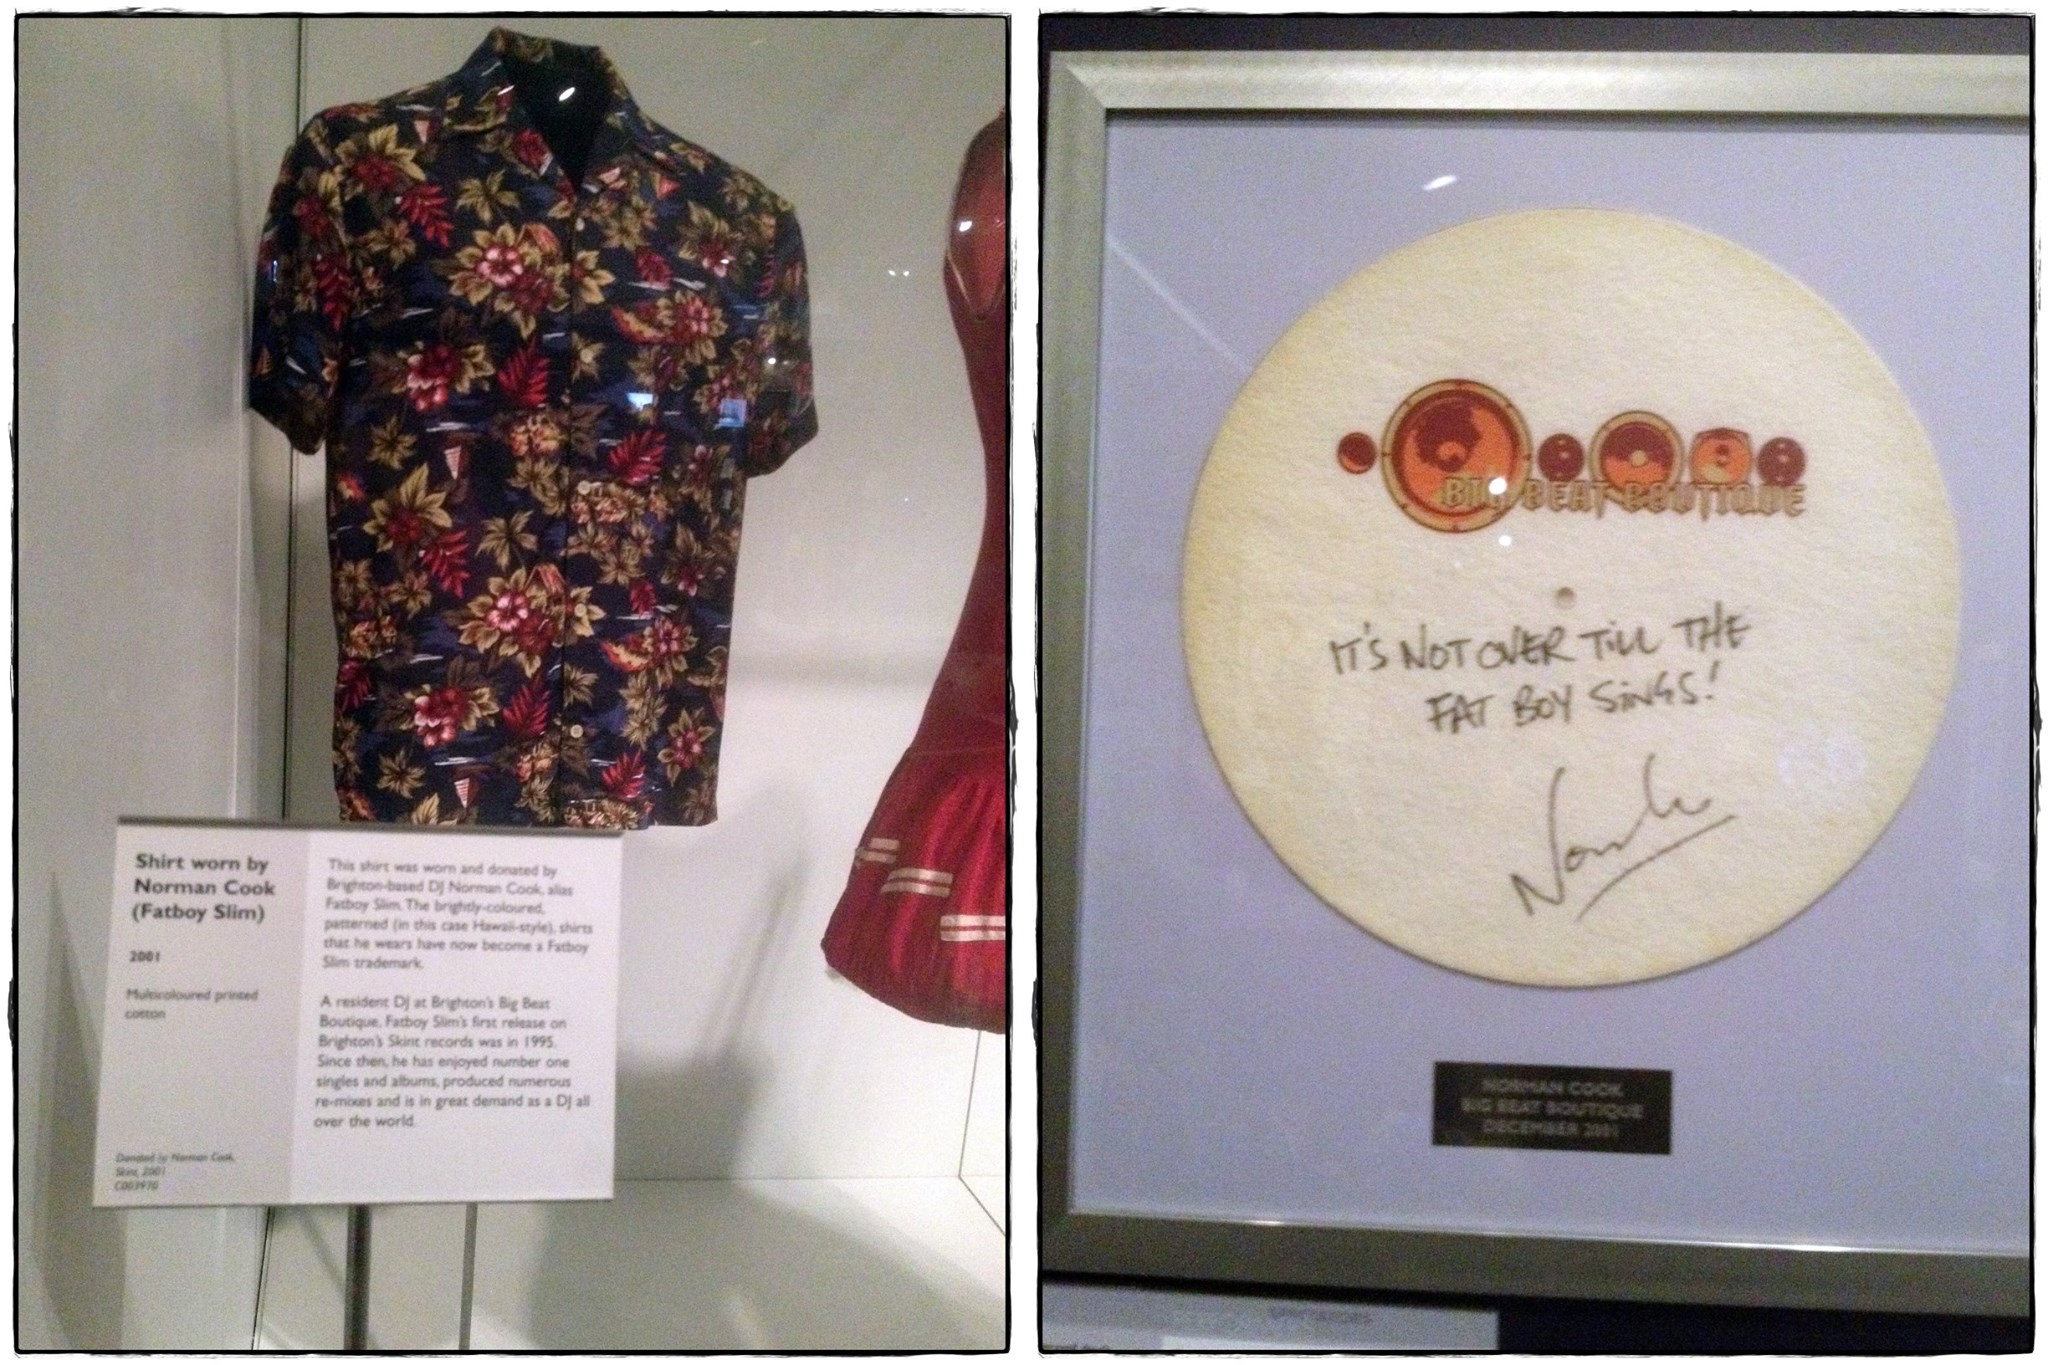 Shirt worn by
Norman Cook
(Fatboy Slim)
2001
Multicoloured printed
cotton
Donated by Norman Cook,
Skint, 2001
C003970
This shirt was worn and donated by
Brighton-based DJ Norman Cook, alias
Fatboy Slim. The brightly-coloured,
patterned (in this case Hawaii-style), shirts
that he wears have now become a Fatboy
Slim trademark.
A resident DJ at Brighton's Big Beat
Boutique, Fatboy Slim's first release on
Brighton's Skint records was in 1995.
Since then, he has enjoyed number one
singles and albums, produced numerous
re-mixes and is in great demand as a DJ all
over the world.
BIG BEAT BOUTIQUE
IT'S NOT OVER TILL THE
FAT BOY SINGS!
NORMAN COOK
BIG BEAT BOUTIQUE
DECEMBER 2001